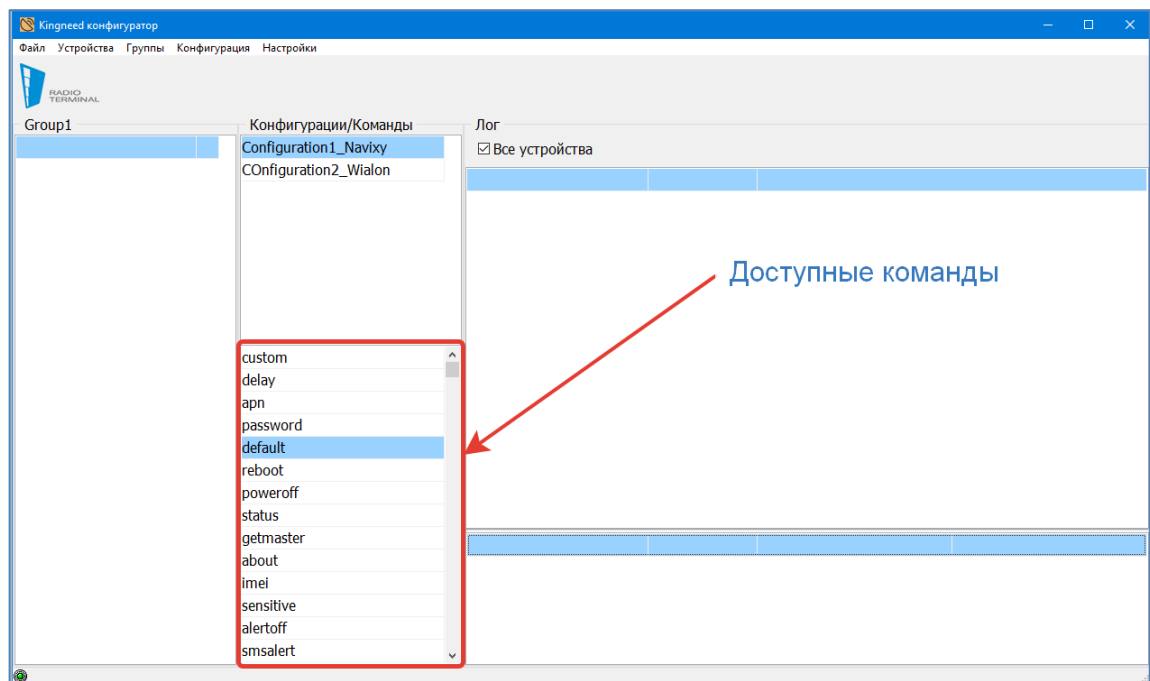 Kingneed конфигуратор
Файл Устройства Группы Конфигурация Настройки
RADIO
TERMINAL
Group1
Конфигурации/Команды
Лог
Configuration1_Navixy
COnfiguration2_Wialon
Все устройства
Доступные команды
custom
delay
apn
password
default
reboot
poweroff
status
getmaster
about
imei
sensitive
alertoff
smsalert